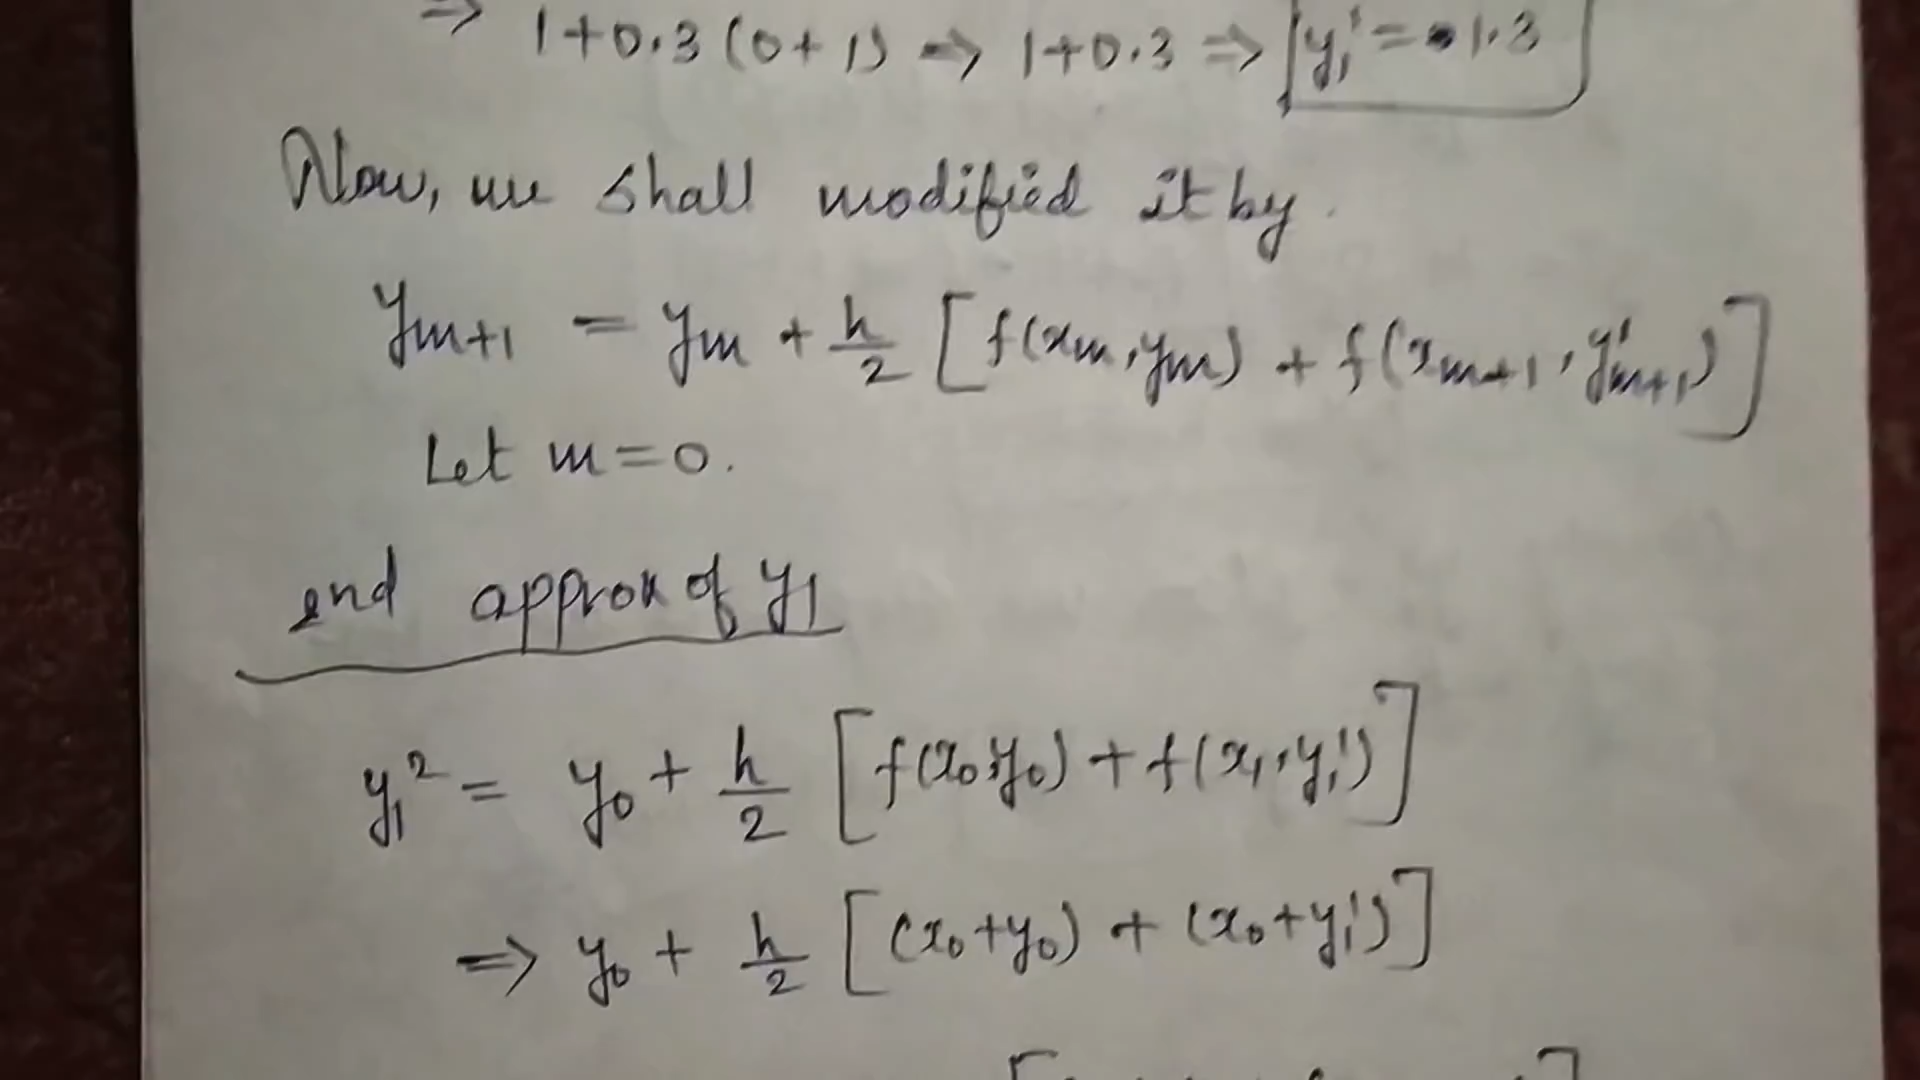 ⇒ 1+0.3(0+1) ⇒ 1+0.3 ⇒ y₁' = 1.3
Now, we shall modified it by.
yₘ₊₁ = yₘ + h/2 [f(xₘ, yₘ) + f(xₘ₊₁, y'ₘ₊₁)]
Let m=0.
end approx of y₁
y₁² = y₀ + h/2 [f(x₀, y₀) + f(x₁, y₁')]
⇒ y₀ + h/2 [(x₀+y₀) + (x₀+y₁')]